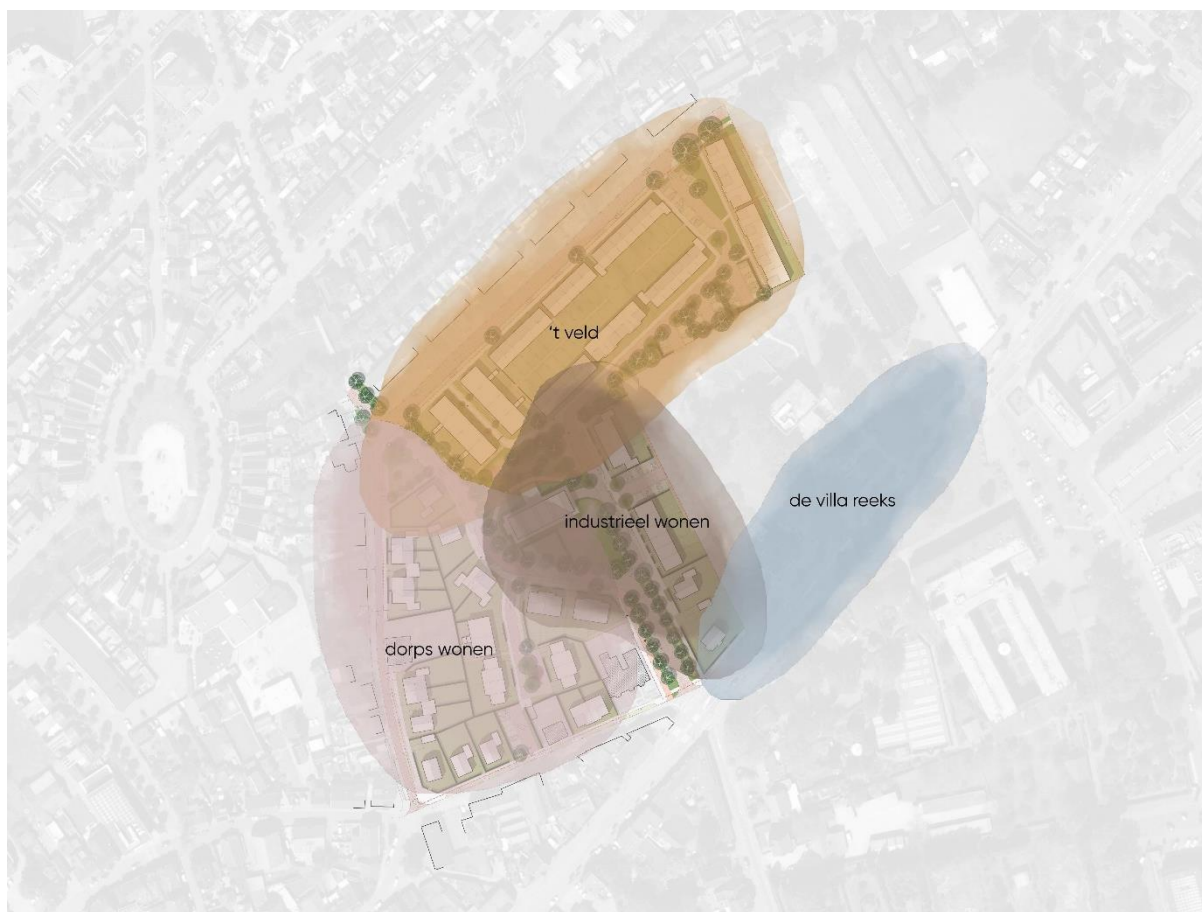 ‘t veld
de villa reeks
industrieel wonen
dorps wonen